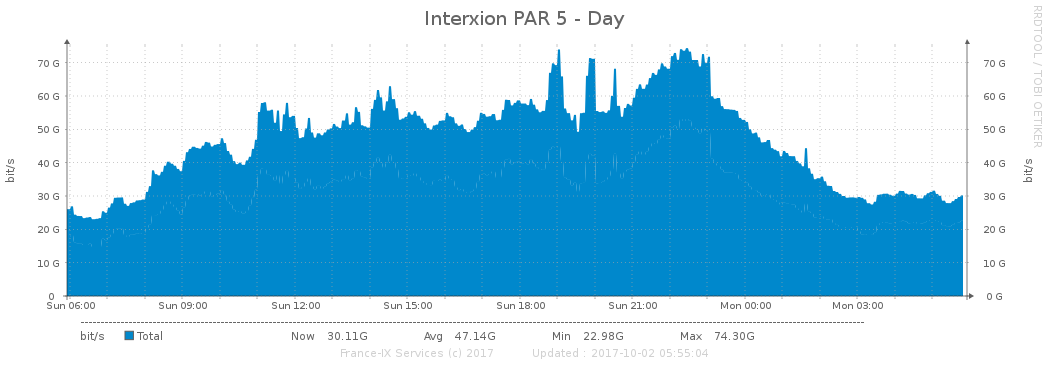 Interxion PAR 5 - Day
RRDTOOL / TOBI OETIKER
bit/s
70 G 70 G
60 G 60 G
50 G 50 G
40 G 40 G
30 G 30 G
20 G 20 G
10 G 10 G
0 0 G
bit/s
Sun 06:00 Sun 09:00 Sun 12:00 Sun 15:00 Sun 18:00 Sun 21:00 Mon 00:00 Mon 03:00
bit/s Total Now 30.11G Avg 47.14G Min 22.98G Max 74.30G
France-IX Services (c) 2017 Updated : 2017-10-02 05:55:04